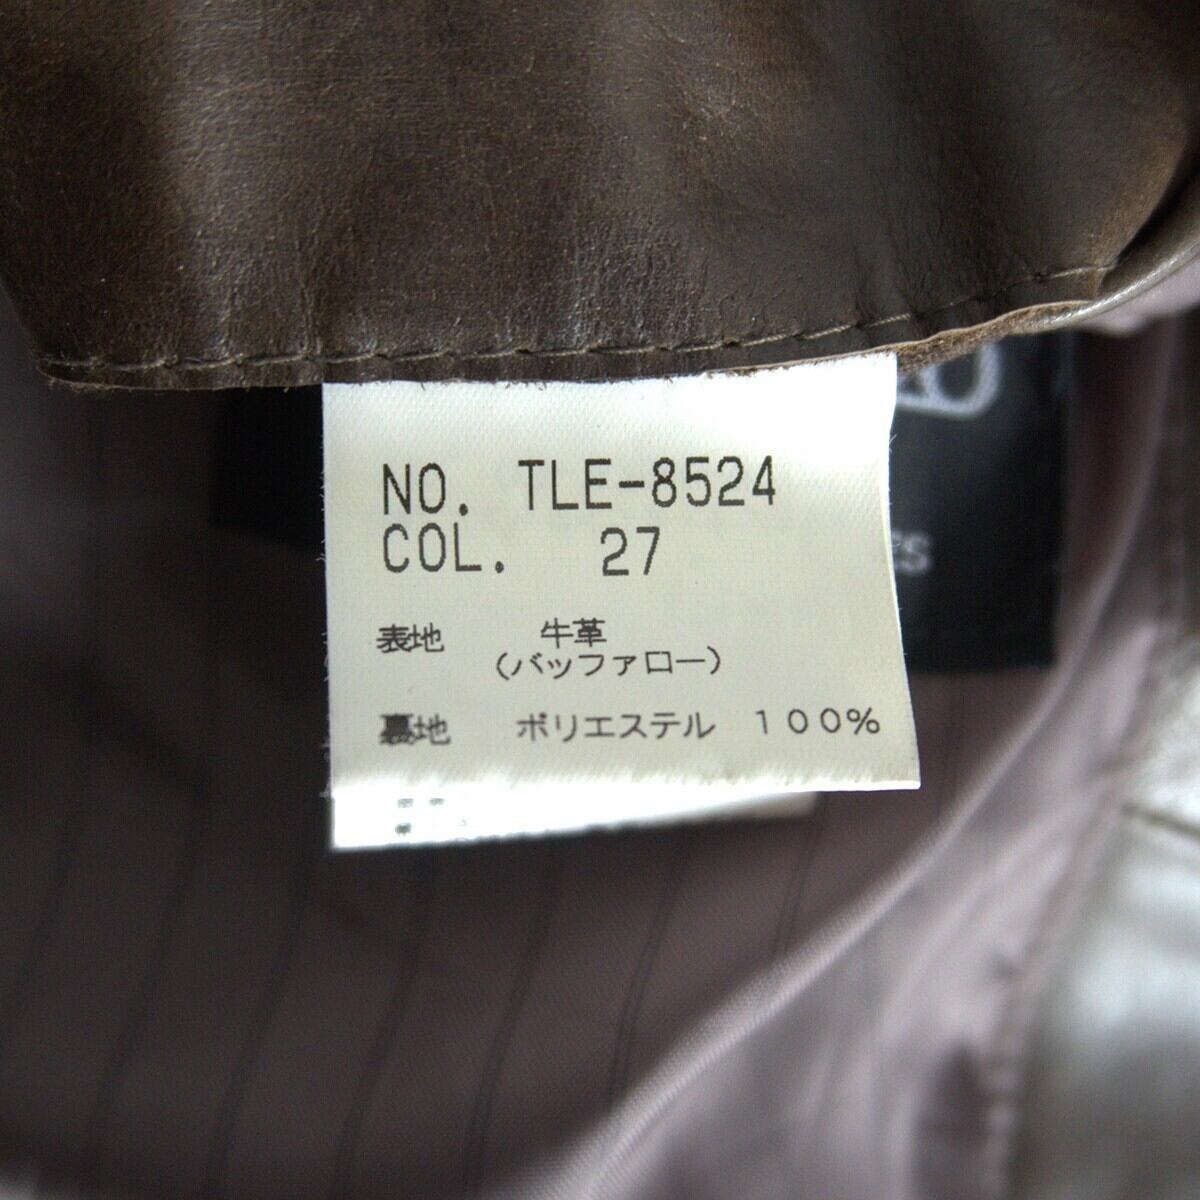 NO. TLE-8524
COL. 27
表地 牛革
(バッファロー)
裏地 ポリエステル 100%
ES